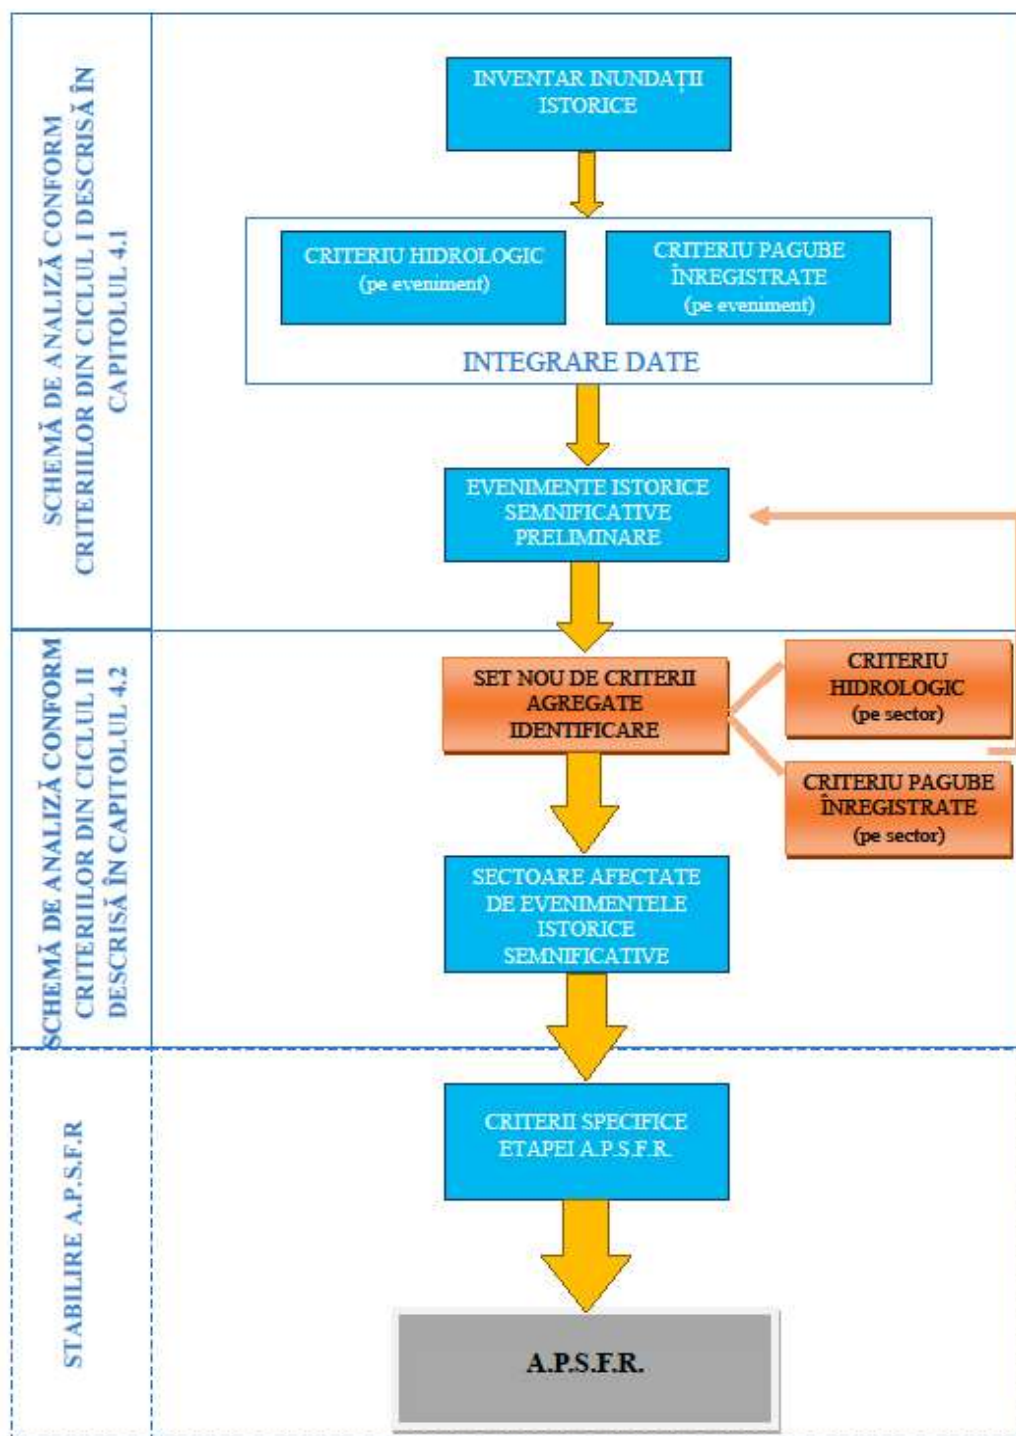 SCHEMĂ DE ANALIZĂ CONFORM
CRITERIILOR DIN CICLUL I DESCRISĂ ÎN
CAPITOLUL 4.1
INVENTAR INUNDAȚII
ISTORICE
CRITERIU HIDROLOGIC
(pe eveniment)
CRITERIU PAGUBE
ÎNREGISTRATE
(pe eveniment)
INTEGRARE DATE
EVENIMENTE ISTORICE
SEMNIFICATIVE
PRELIMINARE
SCHEMĂ DE ANALIZĂ CONFORM
CRITERIILOR DIN CICLUL II
DESCRISĂ ÎN CAPITOLUL 4.2
SET NOU DE CRITERII
AGREGATE
IDENTIFICARE
CRITERIU
HIDROLOGIC
(pe sector)
CRITERIU PAGUBE
ÎNREGISTRATE
(pe sector)
SECTOARE AFECTATE
DE EVENIMENTELE
ISTORICE
SEMNIFICATIVE
STABILIRE A.P.S.F.R
CRITERII SPECIFICE
ETAPEI A.P.S.F.R.
A.P.S.F.R.